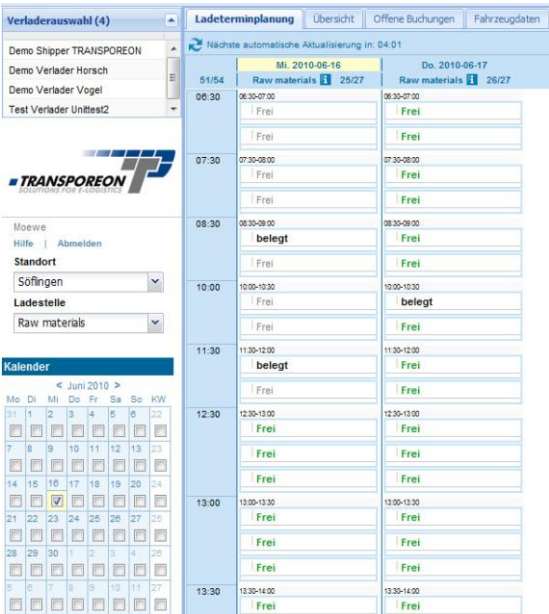 Verladerauswahl (4)
Demo Shipper TRANSPOREON
Demo Verlader Horsch
Demo Verlader Vogel
Test Verlader Unittest2
TP
TRANSPOREON
SOLUTIONS FOR E-LOGISTICS
Moewe
Hilfe | Abmelden
Standort
Söflingen
Ladestelle
Raw materials
Kalender
< Juni 2010 >
Mo Di Mi Do Fr Sa So KW
31 1 2 3 4 5 6 22
7 8 9 10 11 12 13 23
14 15 16 17 18 19 20 24
21 22 23 24 25 26 27 25
28 29 30 1 2 3 4 26
5 6 7 8 9 10 11 27
Ladeterminplanung Übersicht Offene Buchungen Fahrzeugdaten
Nächste automatische Aktualisierung in: 04:01
Mi. 2010-06-16 Do. 2010-06-17
51/54 Raw materials i 25/27 Raw materials i 26/27
06:30 06:30-07:00 06:30-07:00
Frei Frei
Frei Frei
07:30 07:30-08:00 07:30-08:00
Frei Frei
Frei Frei
08:30 08:30-09:00 08:30-09:00
belegt Frei
Frei Frei
10:00 10:00-10:30 10:00-10:30
Frei belegt
Frei Frei
11:30 11:30-12:00 11:30-12:00
belegt Frei
Frei Frei
12:30 12:30-13:00 12:30-13:00
Frei Frei
Frei Frei
Frei Frei
13:00 13:00-13:30 13:00-13:30
Frei Frei
Frei Frei
Frei Frei
13:30 13:30-14:00 13:30-14:00
Frei Frei